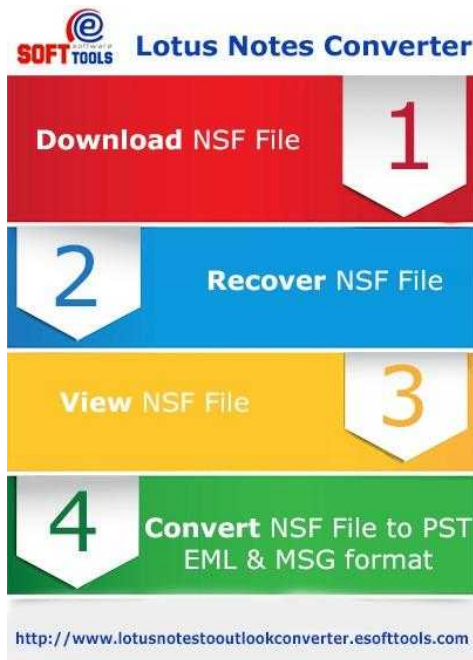 e
software
SOFT TOOLS
Lotus Notes Converter
Download NSF File
1
2
Recover NSF File
View NSF File
3
4
Convert NSF File to PST
EML & MSG format
http://www.lotusnotestooutlookconverter.esofttools.com